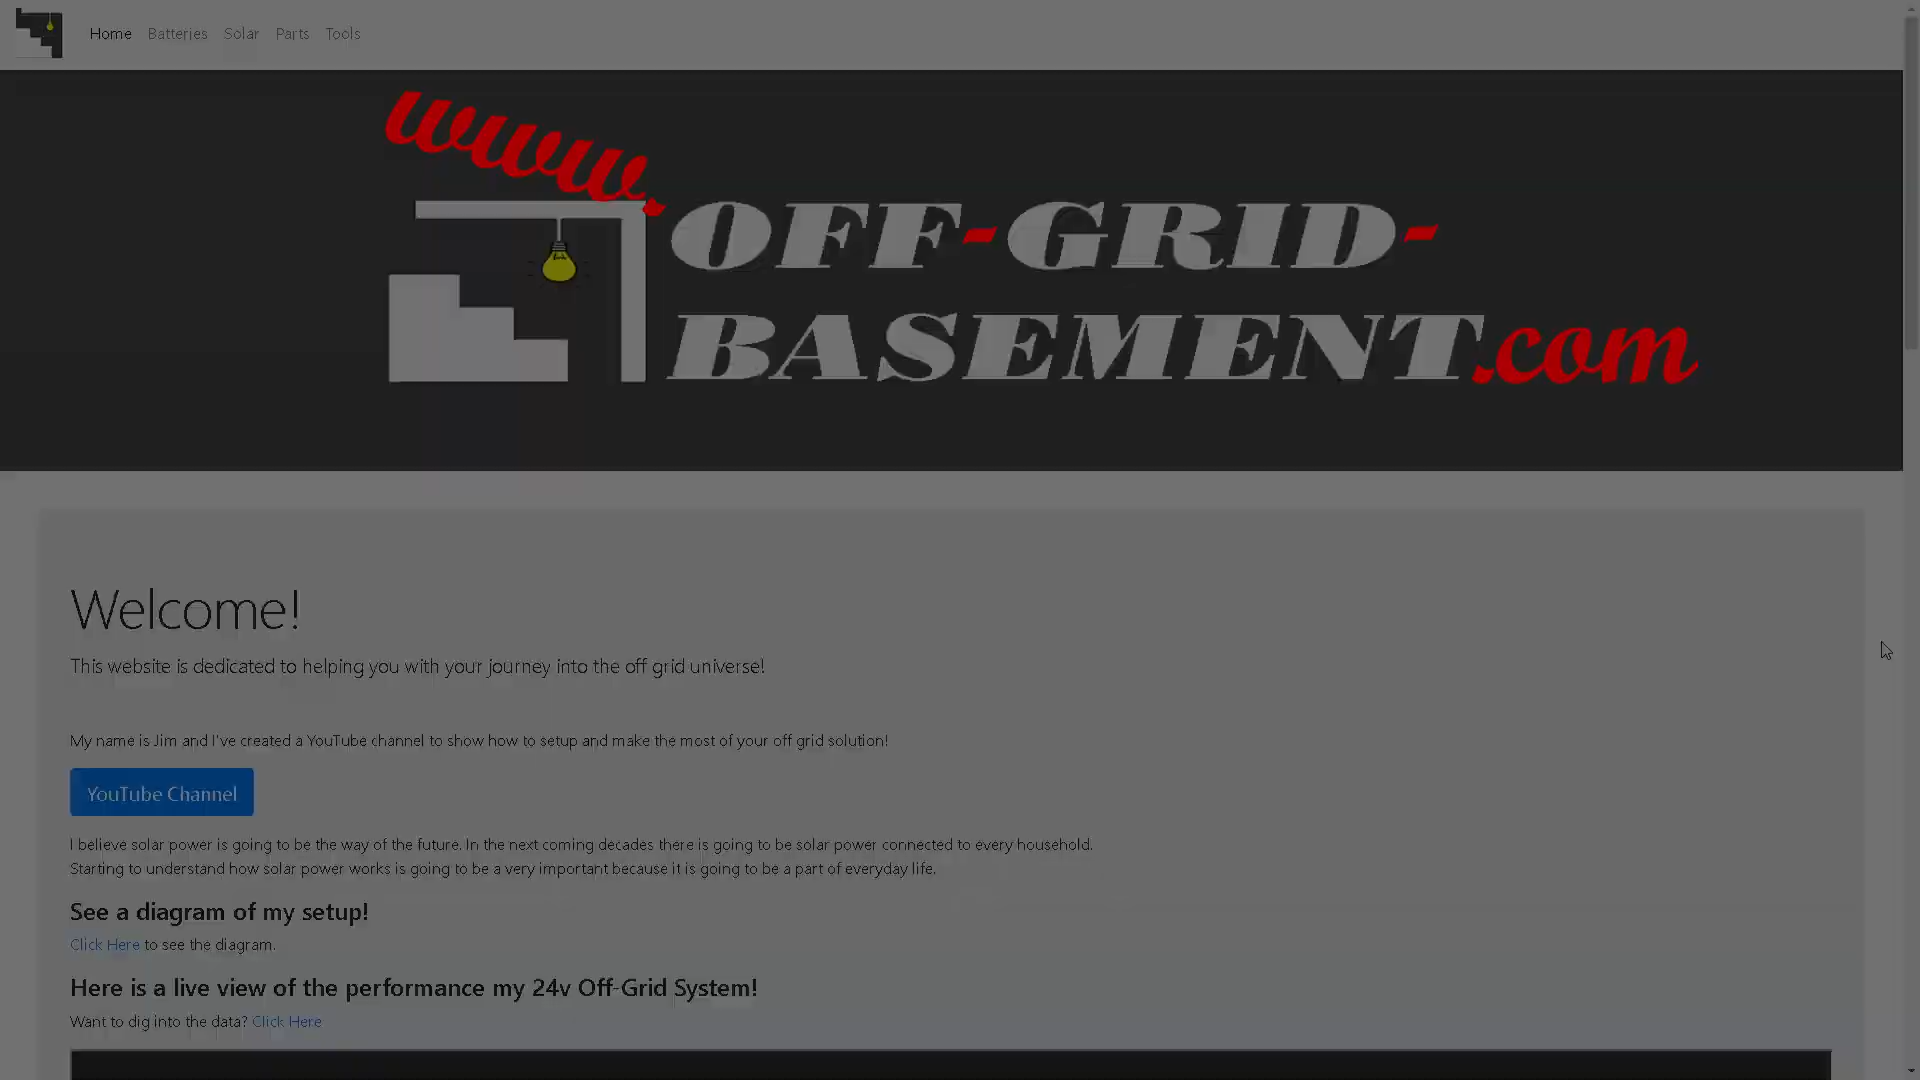 Home Batteries Solar Parts Tools
www.
OFF-GRID-
BASEMENT.com
Welcome!
This website is dedicated to helping you with your journey into the off grid universe!
My name is Jim and I've created a YouTube channel to show how to setup and make the most of your off grid solution!
YouTube Channel
I believe solar power is going to be the way of the future. In the next coming decades there is going to be solar power connected to every household.
Starting to understand how solar power works is going to be a very important because it is going to be a part of everyday life.
See a diagram of my setup!
Click Here to see the diagram.
Here is a live view of the performance my 24v Off-Grid System!
Want to dig into the data? Click Here